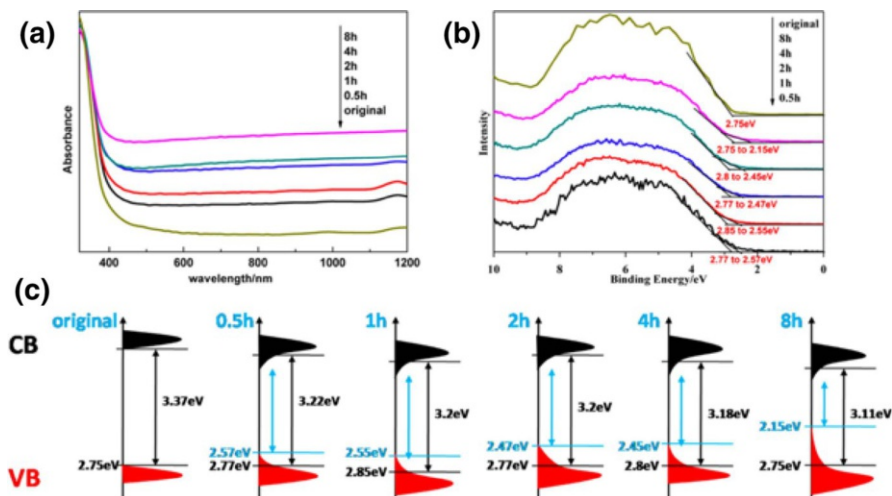 (a)
Absorbance
8h
4h
2h
1h
0.5h
original
400
600
800
1000
1200
wavelength/nm
(b)
Intensity
original
8h
4h
2h
1h
0.5h
2.75eV
2.75 to 2.15eV
2.8 to 2.45eV
2.77 to 2.47eV
2.85 to 2.55eV
2.77 to 2.57eV
10
8
6
4
2
0
Binding Energy/eV
(c)
original
0.5h
1h
2h
4h
8h
CB
3.37eV
3.22eV
3.2eV
3.2eV
3.18eV
3.11eV
2.57eV
2.55eV
2.47eV
2.45eV
2.15eV
VB
2.75eV
2.77eV
2.85eV
2.77eV
2.8eV
2.75eV